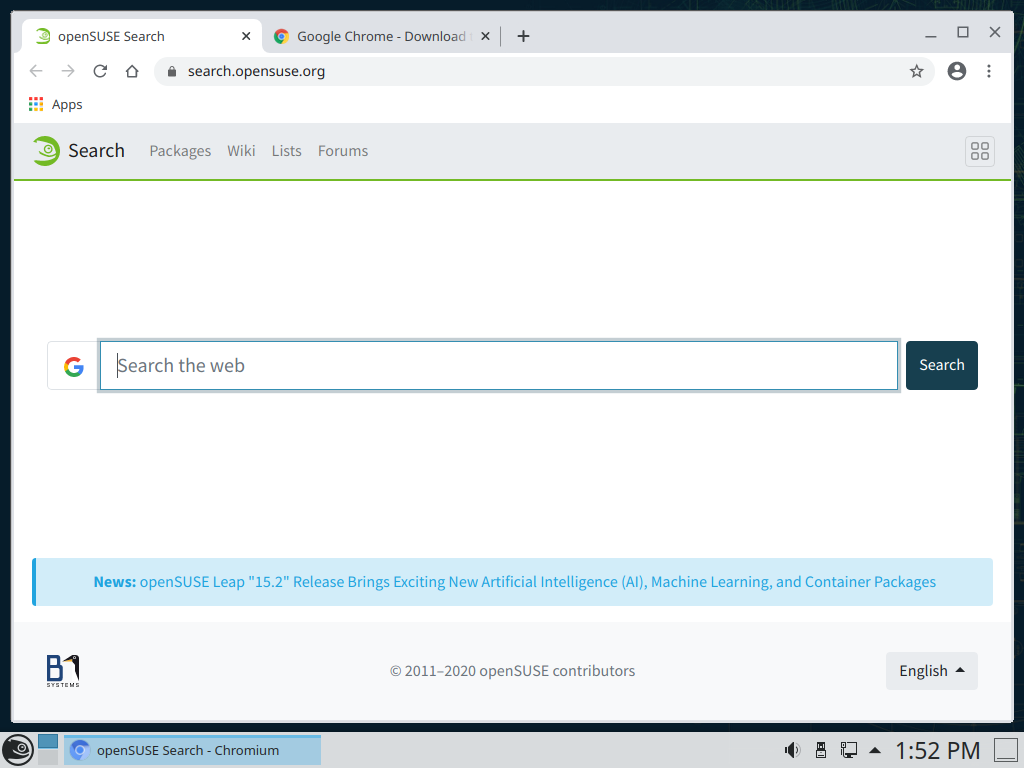 openSUSE Search
Google Chrome - Download
search.opensuse.org
Apps
Search Packages Wiki Lists Forums
Search the web
Search
News: openSUSE Leap "15.2" Release Brings Exciting New Artificial Intelligence (AI), Machine Learning, and Container Packages
B1
SYSTEMS
© 2011–2020 openSUSE contributors
English
openSUSE Search - Chromium
1:52 PM